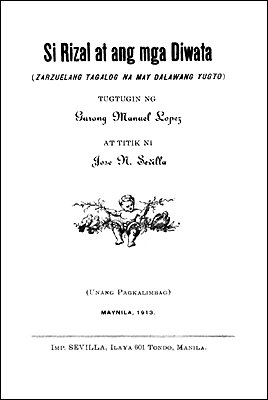 Si Rizal at ang mga Diwata
(ZARZUELANG TAGALOG NA MAY DALAWANG YUGTO)
TUGTUGIN NG
Gurong Manuel Lopez
AT TITIK NI
Jose N. Sevilla
(Unang Pagkalimbag)
MAYNILA, 1913.
Imp. SEVILLA, Ilaya 601 Tondo, Manila.